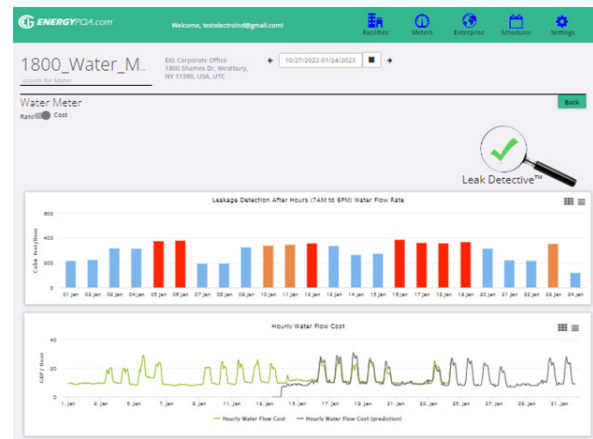 ENERGYPQA.com
Welcome, testelectroind@gmail.com!
Facilities
Meters
Enterprise
Scheduler
Settings
1800_Water_M..
search for Meter
EIG Corporate Office
1800 Shames Dr, Westbury,
NY 11590, USA, UTC
10/27/2022-01/24/2023
Water Meter
Rate Cost
Back
Leak Detective™
Leakage Detection After Hours (7AM to 6PM) Water Flow Rate
Cubic Feet/Hour
600
400
200
0
01 Jan 02 Jan 03 Jan 04 Jan 05 Jan 06 Jan 07 Jan 08 Jan 09 Jan 10 Jan 11 Jan 12 Jan 13 Jan 14 Jan 15 Jan 16 Jan 17 Jan 18 Jan 19 Jan 20 Jan 21 Jan 22 Jan 23 Jan 24 Jan
Hourly Water Flow Cost
GBP/ Hour
40
20
0
1. Jan 3. Jan 5. Jan 7. Jan 9. Jan 11. Jan 13. Jan 15. Jan 17. Jan 19. Jan 21. Jan 23. Jan 25. Jan 27. Jan 29. Jan 31. Jan
Hourly Water Flow Cost Hourly Water Flow Cost (prediction)